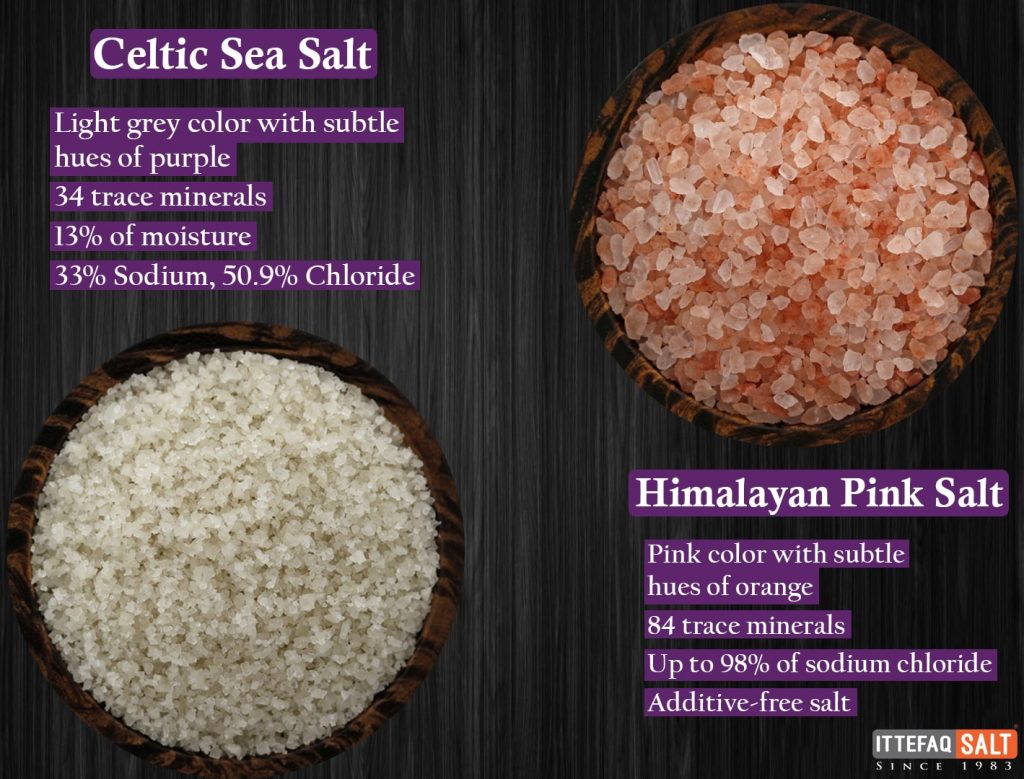 Celtic Sea Salt
Light grey color with subtle
hues of purple
34 trace minerals
13% of moisture
33% Sodium, 50.9% Chloride
Himalayan Pink Salt
Pink color with subtle
hues of orange
84 trace minerals
Up to 98% of sodium chloride
Additive-free salt
ITTEFAQ SALT
SINCE 1983